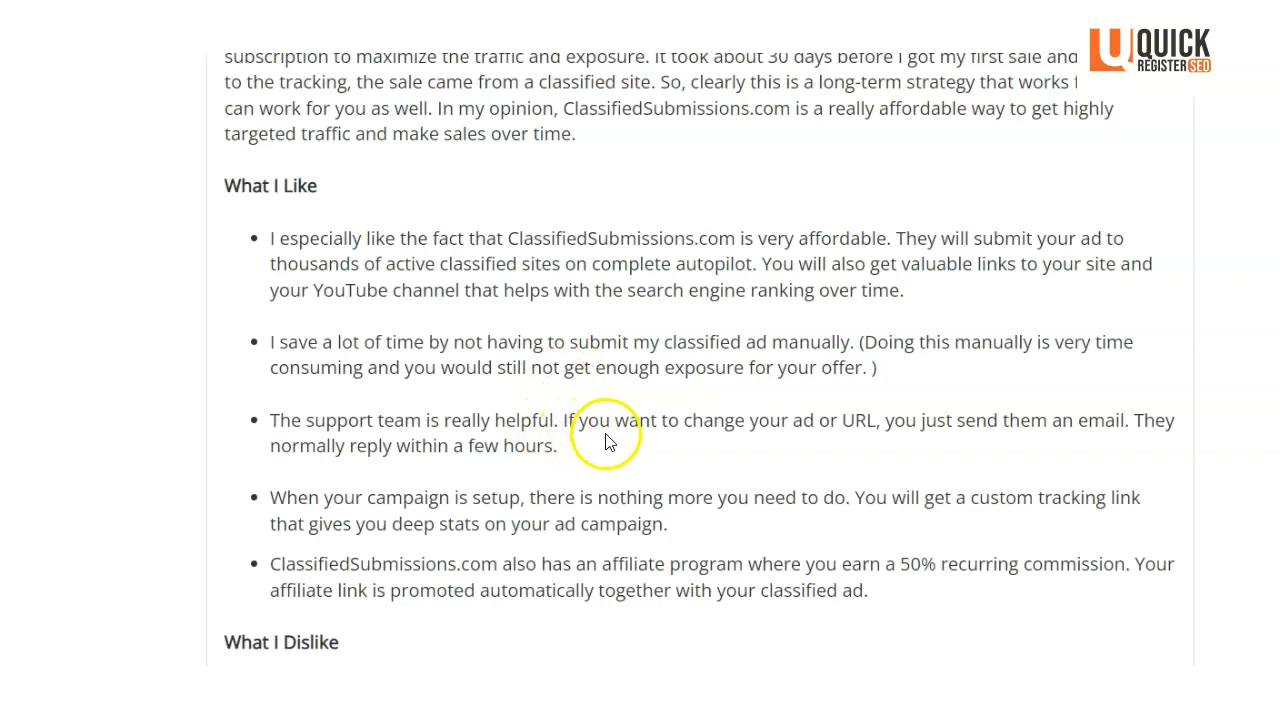 QUICK
REGISTER SEO
subscription to maximize the traffic and exposure. It took about 30 days before I got my first sale and
to the tracking, the sale came from a classified site. So, clearly this is a long-term strategy that works
can work for you as well. In my opinion, ClassifiedSubmissions.com is a really affordable way to get highly
targeted traffic and make sales over time.
What I Like
• I especially like the fact that ClassifiedSubmissions.com is very affordable. They will submit your ad to
thousands of active classified sites on complete autopilot. You will also get valuable links to your site and
your YouTube channel that helps with the search engine ranking over time.
• I save a lot of time by not having to submit my classified ad manually. (Doing this manually is very time
consuming and you would still not get enough exposure for your offer. )
• The support team is really helpful. If you want to change your ad or URL, you just send them an email. They
normally reply within a few hours.
• When your campaign is setup, there is nothing more you need to do. You will get a custom tracking link
that gives you deep stats on your ad campaign.
• ClassifiedSubmissions.com also has an affiliate program where you earn a 50% recurring commission. Your
affiliate link is promoted automatically together with your classified ad.
What I Dislike